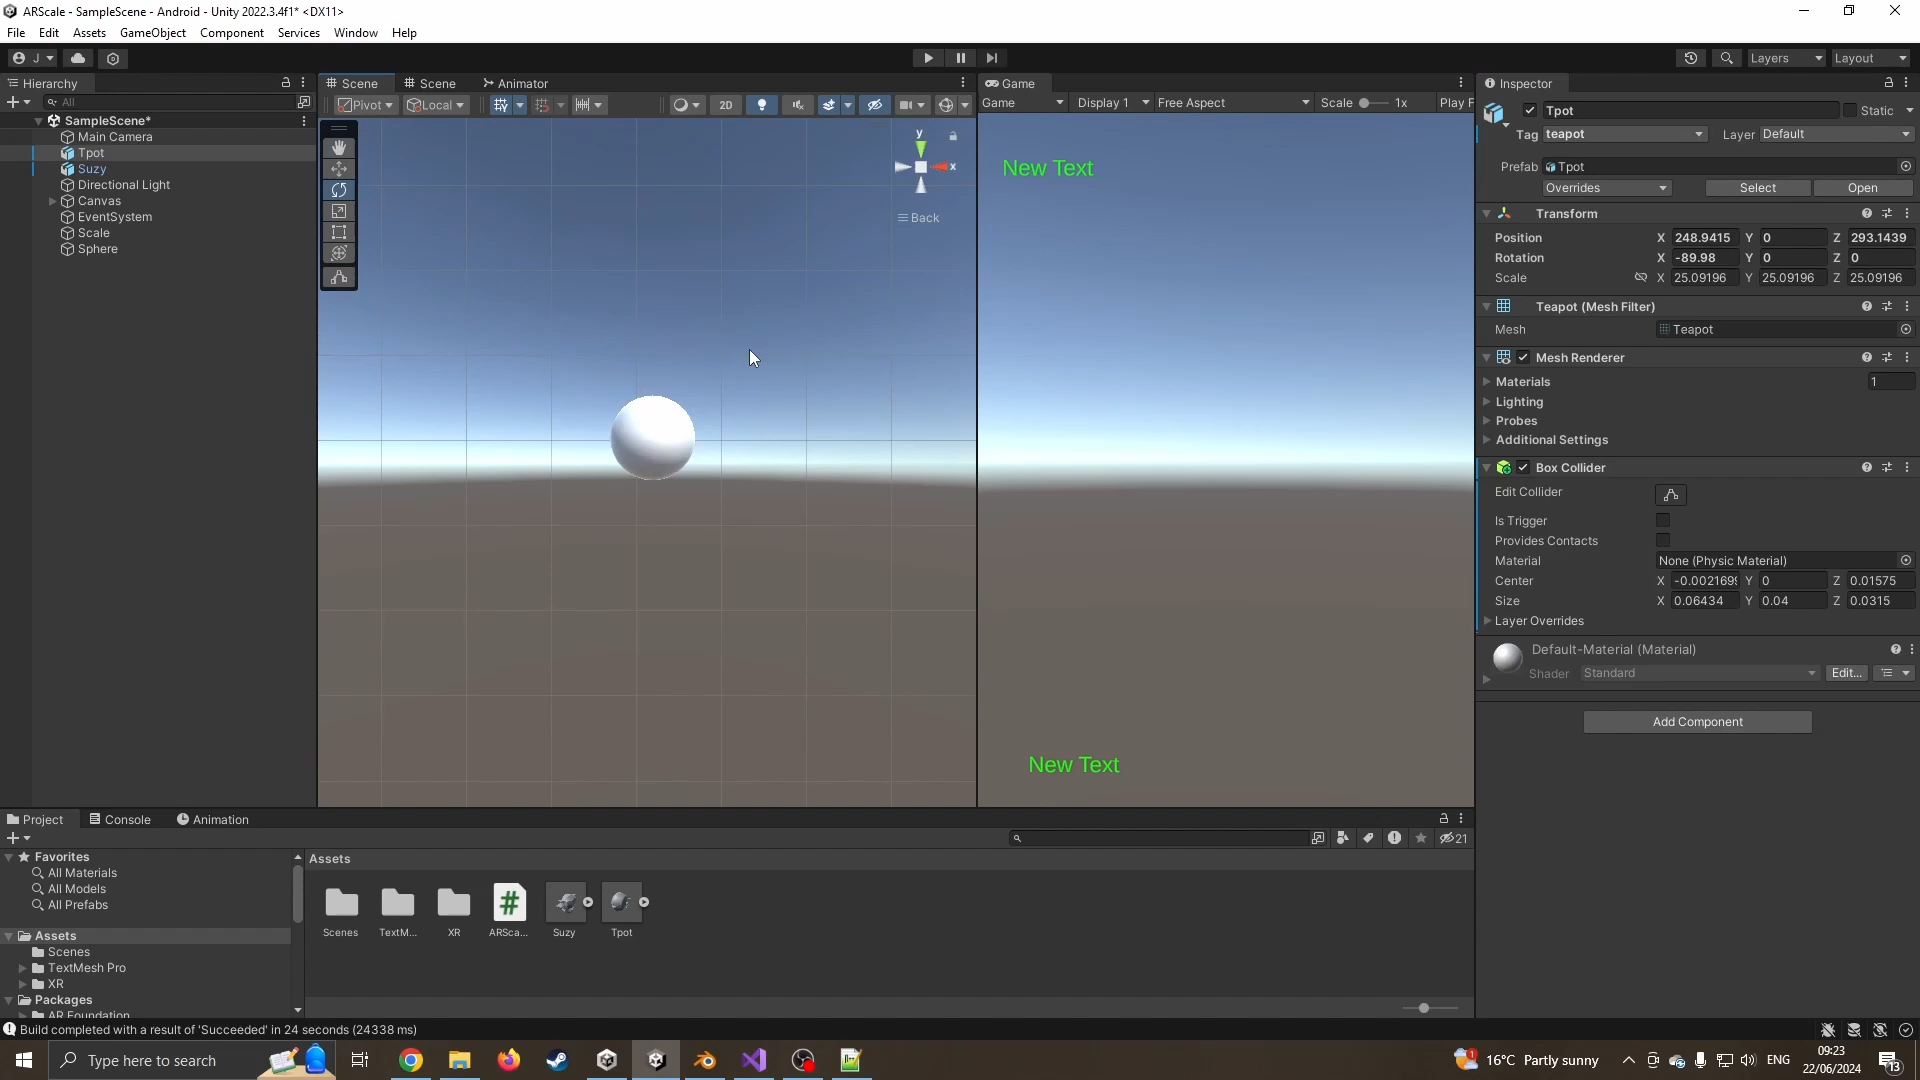 ARScale - SampleScene - Android - Unity 2022.3.4f1* <DX11>
File Edit Assets GameObject Component Services Window Help
J
Layers Layout
Hierarchy
All
SampleScene*
Main Camera
Tpot
Suzy
Directional Light
Canvas
EventSystem
Scale
Sphere
Scene Scene Animator
Pivot Local 2D
y
x
Back
Game
Game Display 1 Free Aspect Scale 1x Play F
New Text
New Text
Inspector
Tpot Static
Tag teapot Layer Default
Prefab Tpot
Overrides Select Open
Transform
Position X 248.9415 Y 0 Z 293.1439
Rotation X -89.98 Y 0 Z 0
Scale X 25.09196 Y 25.09196 Z 25.09196
Teapot (Mesh Filter)
Mesh Teapot
Mesh Renderer
Materials 1
Lighting
Probes
Additional Settings
Box Collider
Edit Collider
Is Trigger
Provides Contacts
Material None (Physic Material)
Center X -0.002169 Y 0 Z 0.01575
Size X 0.06434 Y 0.04 Z 0.0315
Layer Overrides
Default-Material (Material)
Shader Standard Edit...
Add Component
Project Console Animation
21
Favorites
All Materials
All Models
All Prefabs
Assets
Scenes
TextMesh Pro
XR
Packages
AR Foundation
Assets
Scenes TextM... XR ARSca... Suzy Tpot
Build completed with a result of 'Succeeded' in 24 seconds (24338 ms)
Type here to search
16°C Partly sunny
ENG
09:23
22/06/2024
13